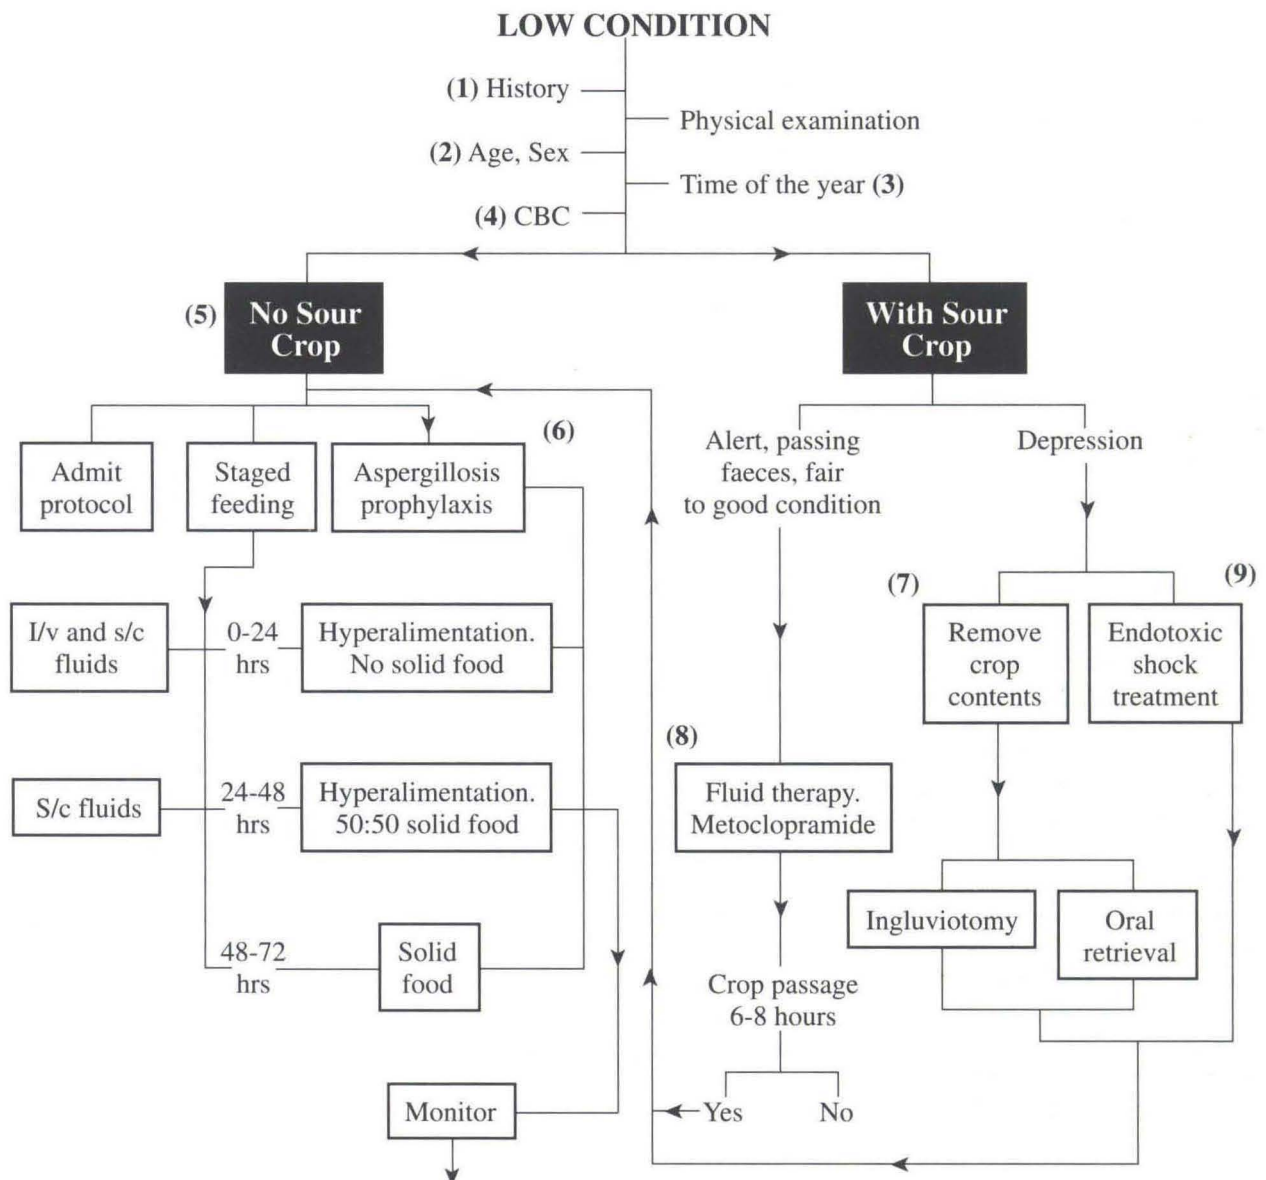 LOW CONDITION
(1) History
Physical examination
(2) Age, Sex
Time of the year (3)
(4) CBC
(5)
No Sour
Crop
With Sour
Crop
(6)
Admit
protocol
Staged
feeding
Aspergillosis
prophylaxis
Alert, passing
faeces, fair
to good condition
Depression
I/v and s/c
fluids
0-24
hrs
Hyperalimentation.
No solid food
(7)
Remove
crop
contents
(9)
Endotoxic
shock
treatment
S/c fluids
24-48
hrs
Hyperalimentation.
50:50 solid food
(8)
Fluid therapy.
Metoclopramide
Ingluviotomy
Oral
retrieval
48-72
hrs
Solid
food
Crop passage
6-8 hours
Monitor
Yes
No